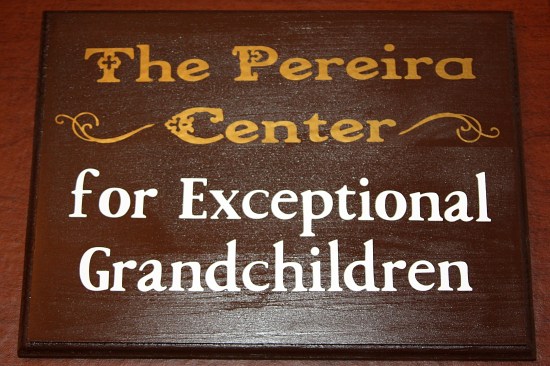 The Pereira
Center
for Exceptional
Grandchildren